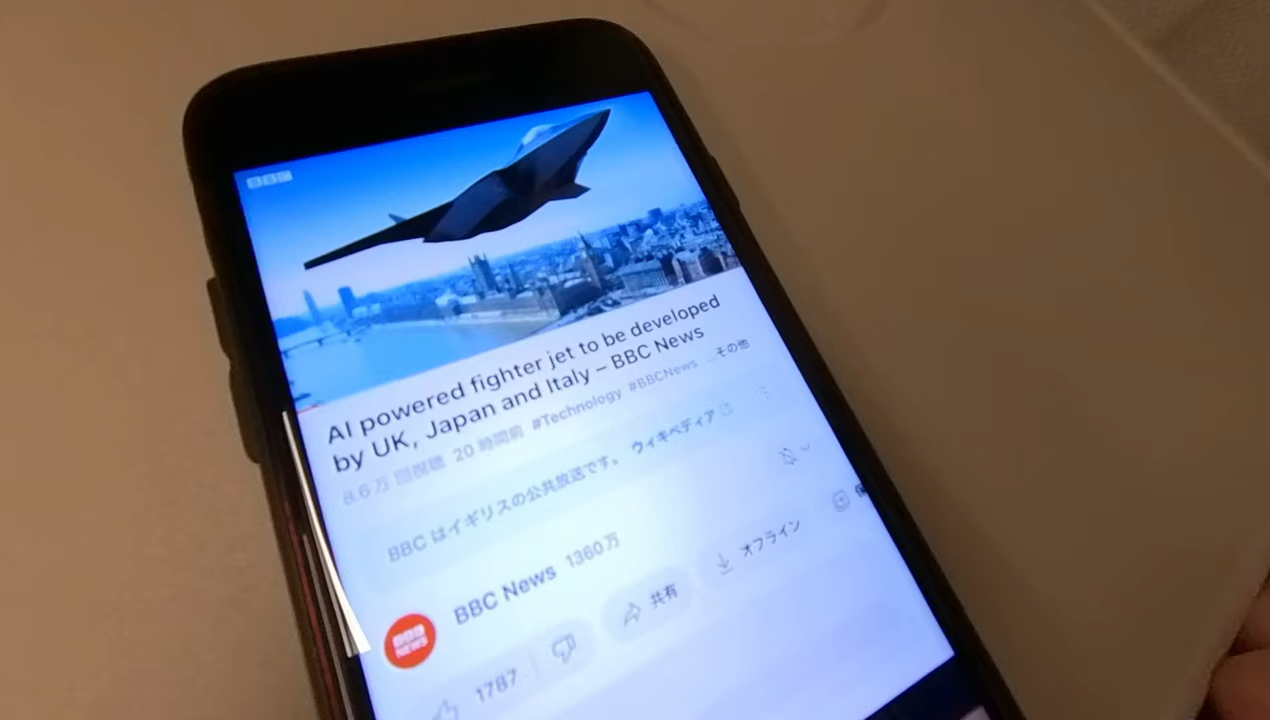 BBC
AI powered fighter jet to be developed
by UK, Japan and Italy – BBC News
8.6万 回視聴 20 時間前 #Technology #BBCNews ...その他
BBC はイギリスの公共放送です。 ウィキペディア
BBC News 1360万
BBC
NEWS
1787
共有
オフライン